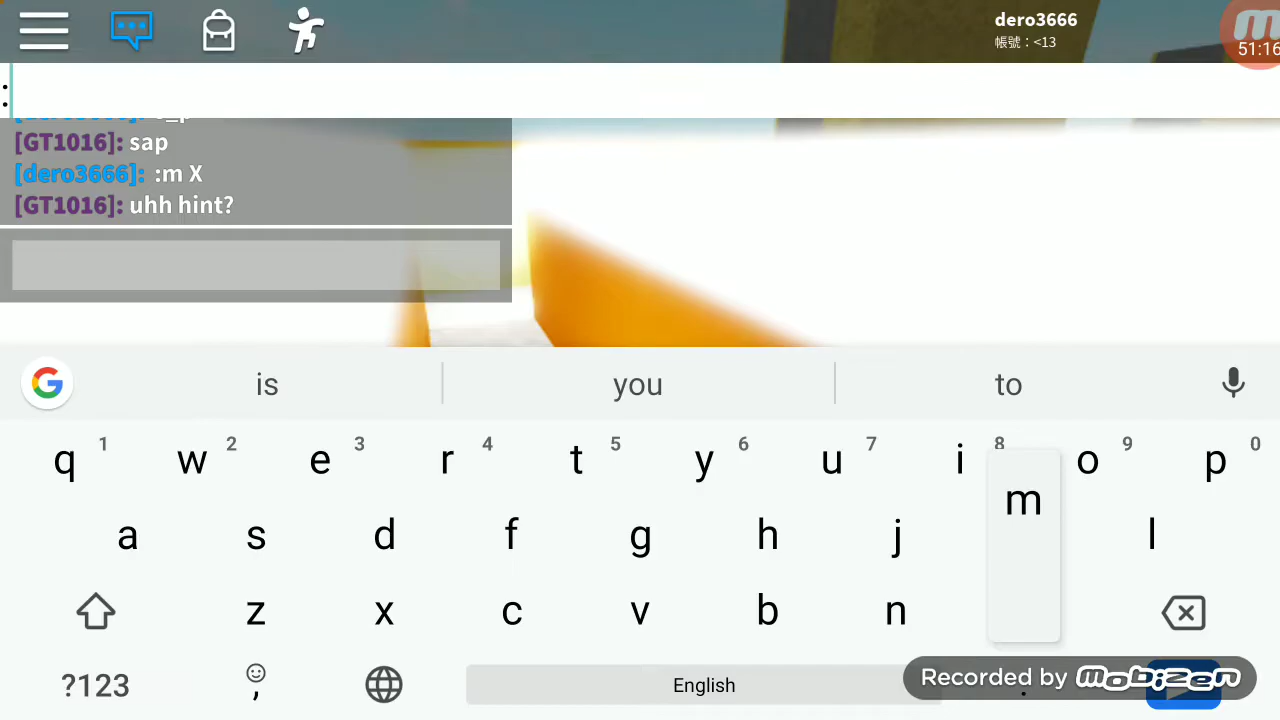 dero3666
帳號：<13
51:16
:
[GT1016]: sap
[dero3666]: :m X
[GT1016]: uhh hint?
is you to
q 1 w 2 e 3 r 4 t 5 y 6 u 7 i 8 o 9 p 0
a s d f g h j m l
z x c v b n
?123 , English .
Recorded by mobizen